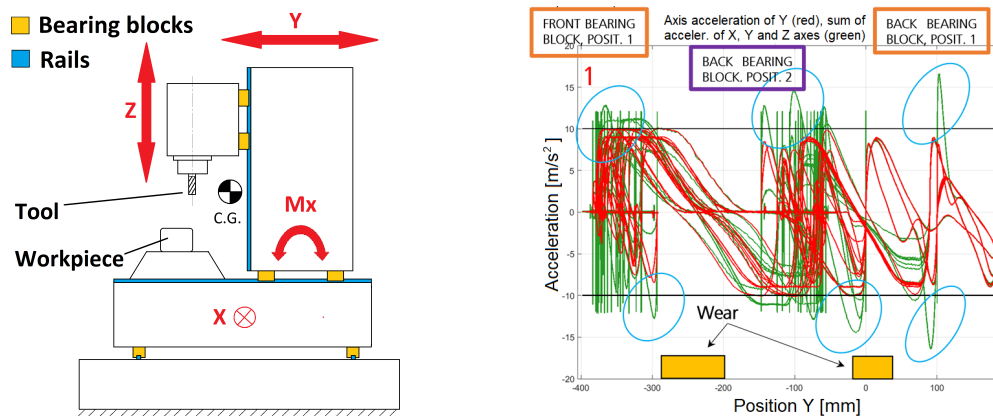 Bearing blocks
Rails
Y
Z
Tool
C.G.
Mx
Workpiece
X
FRONT BEARING
BLOCK, POSIT. 1
Axis acceleration of Y (red), sum of
acceler. of X, Y and Z axes (green)
BACK BEARING
BLOCK, POSIT. 1
BACK BEARING
BLOCK, POSIT. 2
1
Acceleration [m/s²]
20
15
10
5
0
-5
-10
-15
-20
Wear
-400
-300
-200
-100
0
100
Position Y [mm]